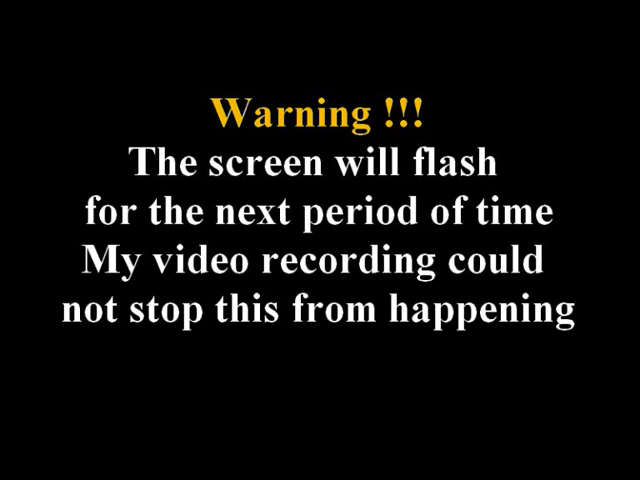 Warning !!!
The screen will flash
for the next period of time
My video recording could
not stop this from happening